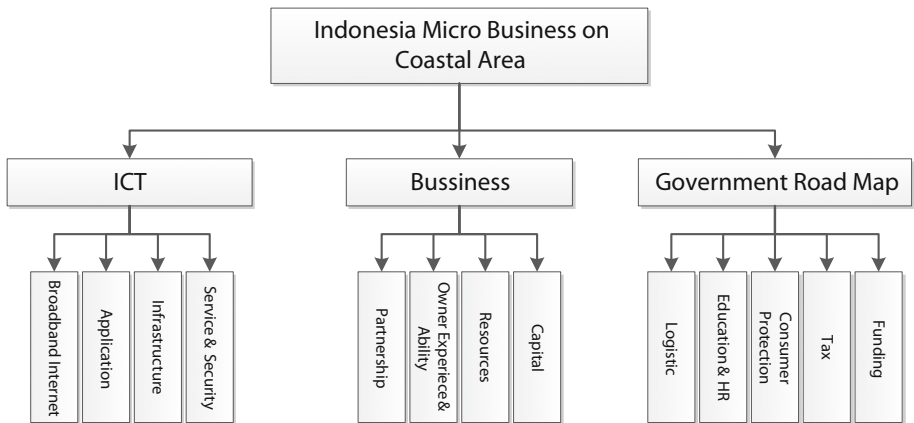 Indonesia Micro Business on
Coastal Area
ICT
Bussiness
Government Road Map
Broadband Internet
Application
Infrastructure
Service & Security
Partnership
Owner Experiece &
Ability
Resources
Capital
Logistic
Education & HR
Consumer
Protection
Tax
Funding